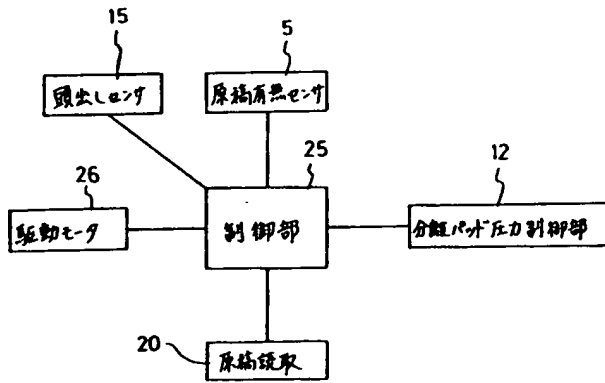 15
頭出しセンサ
5
原稿有無センサ
25
制御部
26
駆動モータ
12
分離パッド圧力制御部
20
原稿読取